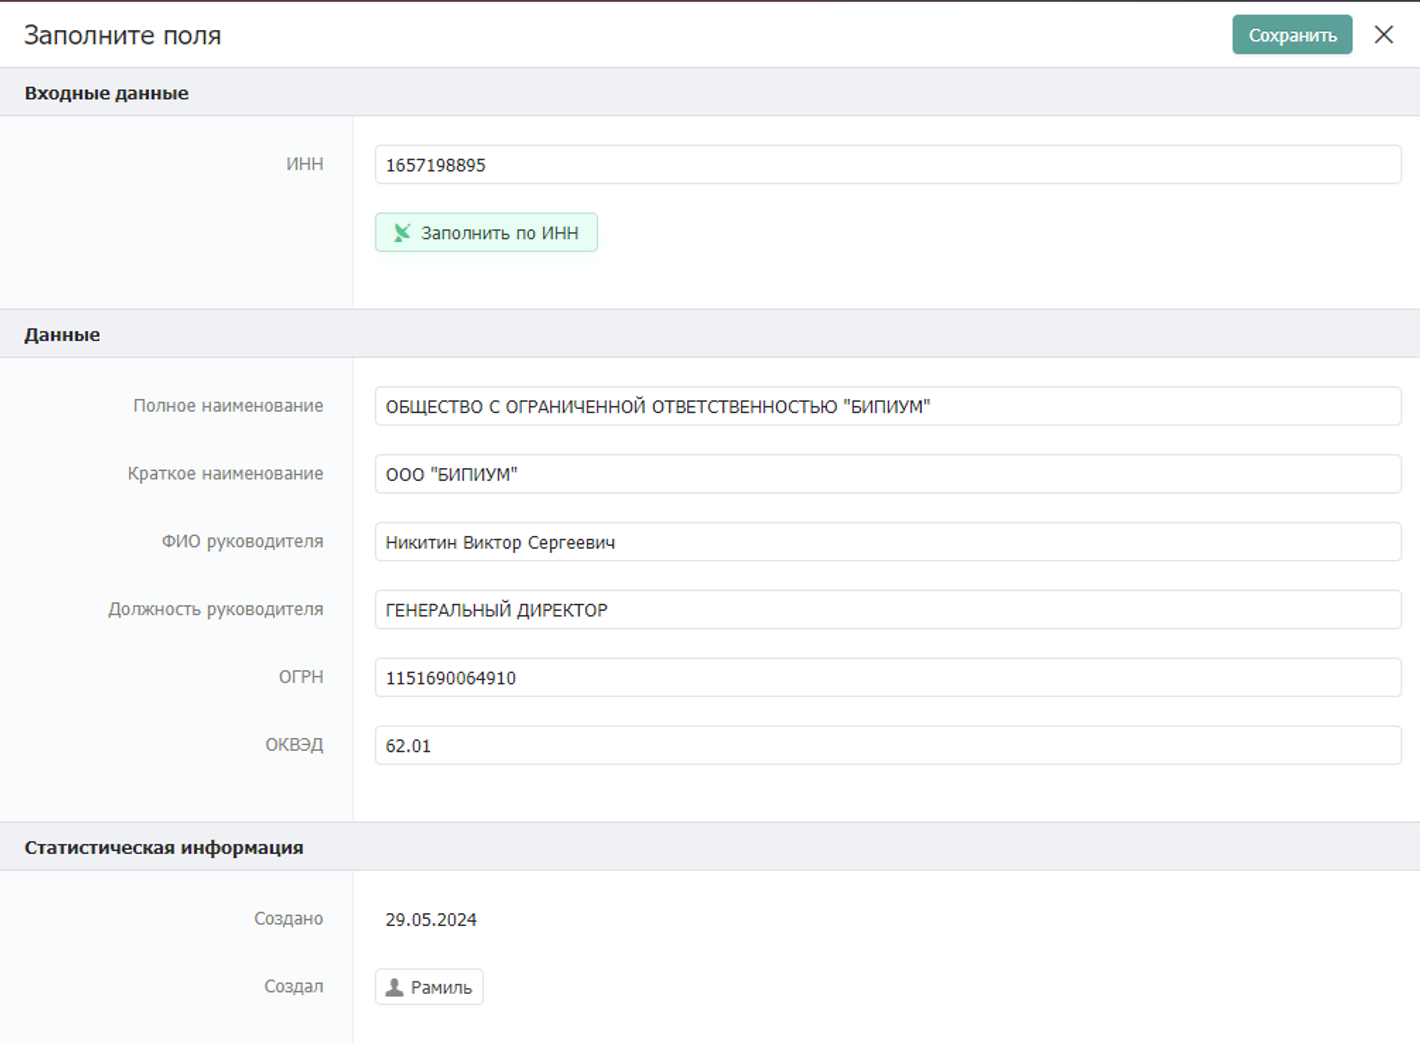 Заполните поля
Сохранить
Входные данные
ИНН
1657198895
Заполнить по ИНН
Данные
Полное наименование
ОБЩЕСТВО С ОГРАНИЧЕННОЙ ОТВЕТСТВЕННОСТЬЮ "БИПИУМ"
Краткое наименование
ООО "БИПИУМ"
ФИО руководителя
Никитин Виктор Сергеевич
Должность руководителя
ГЕНЕРАЛЬНЫЙ ДИРЕКТОР
ОГРН
1151690064910
ОКВЭД
62.01
Статистическая информация
Создано
29.05.2024
Создал
Рамиль